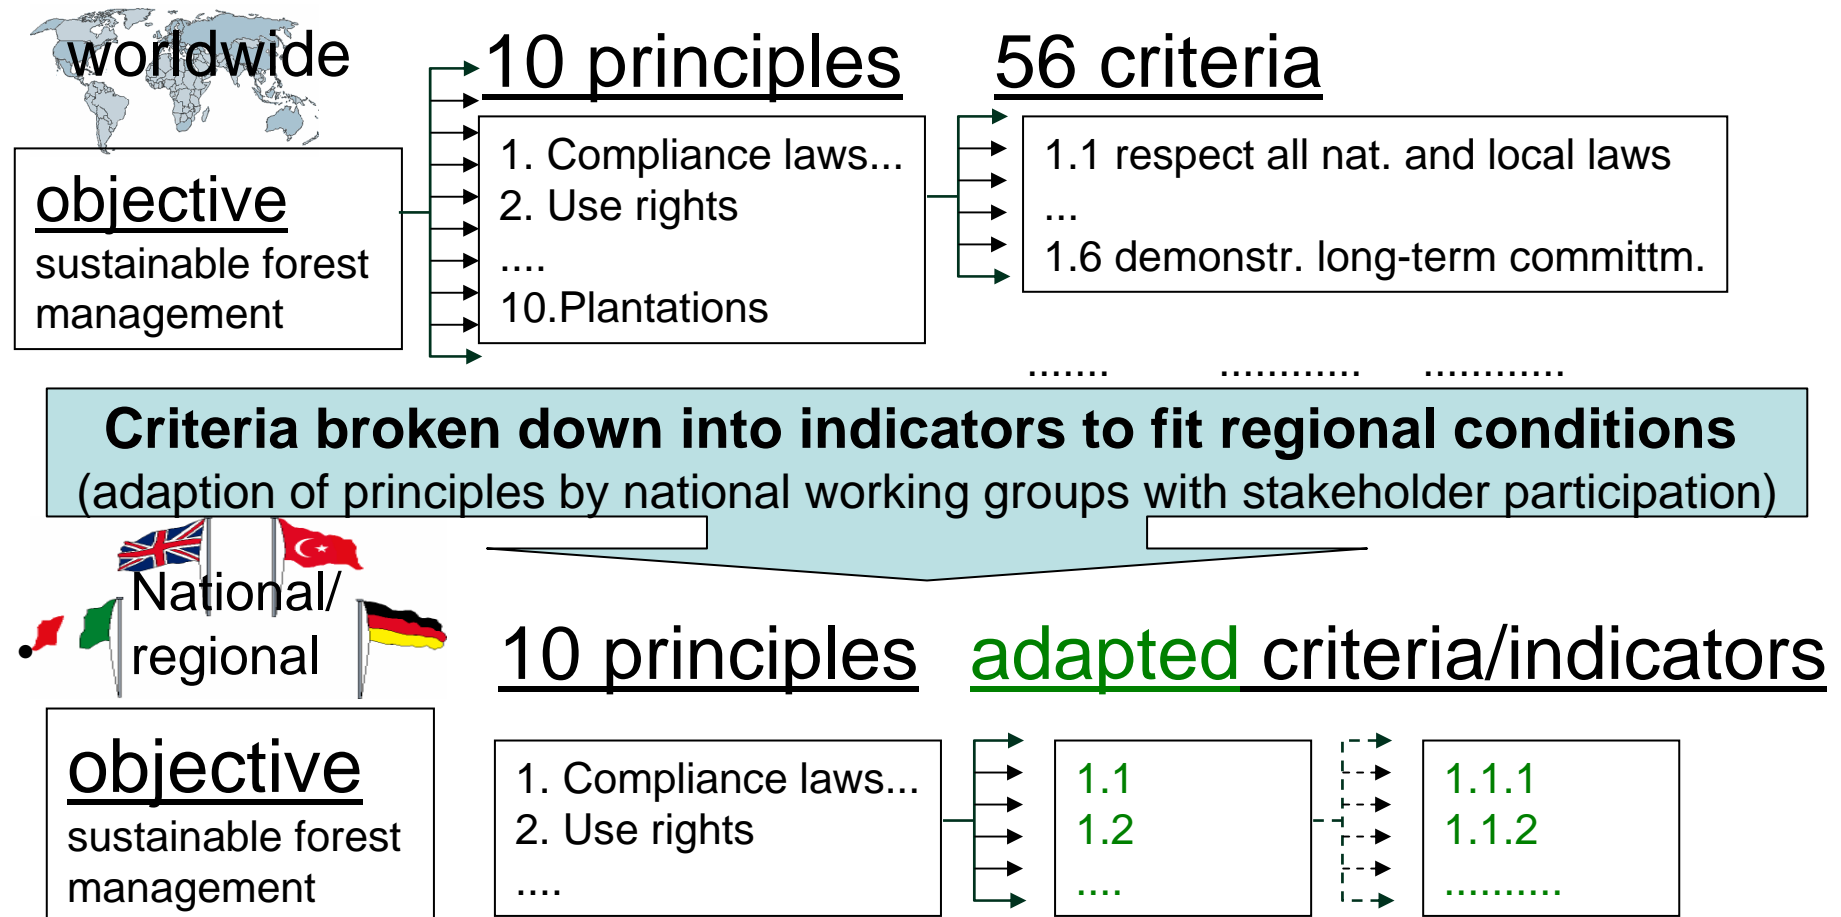 worldwide
10 principles
56 criteria
objective
sustainable forest
management
1. Compliance laws...
2. Use rights
....
10.Plantations
1.1 respect all nat. and local laws
...
1.6 demonstr. long-term committm.
....... ............ ............
Criteria broken down into indicators to fit regional conditions
(adaption of principles by national working groups with stakeholder participation)
National/
regional
10 principles
adapted criteria/indicators
objective
sustainable forest
management
1. Compliance laws...
2. Use rights
....
1.1
1.2
....
1.1.1
1.1.2
..........